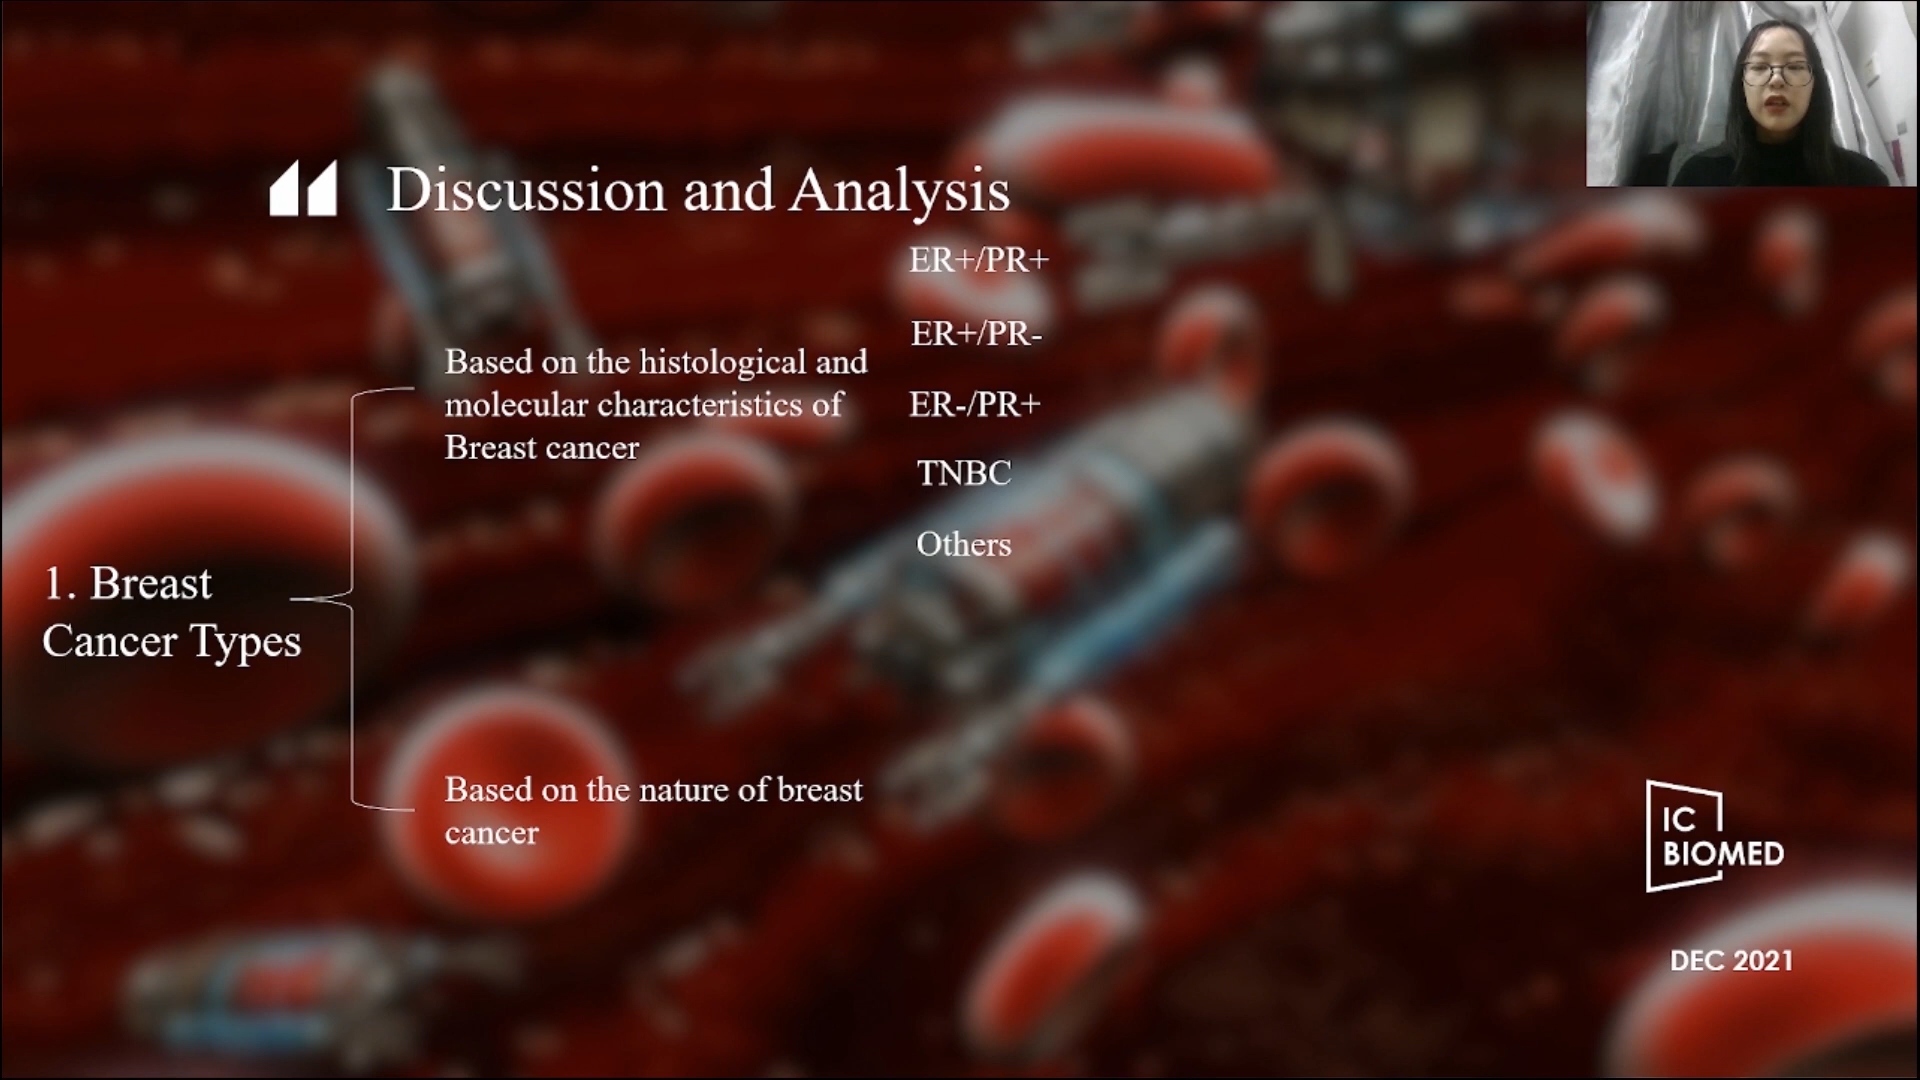 Discussion and Analysis
ER+/PR+
ER+/PR-
Based on the histological and
molecular characteristics of
Breast cancer
ER-/PR+
TNBC
Others
1. Breast
Cancer Types
Based on the nature of breast
cancer
IC
BIOMED
DEC 2021